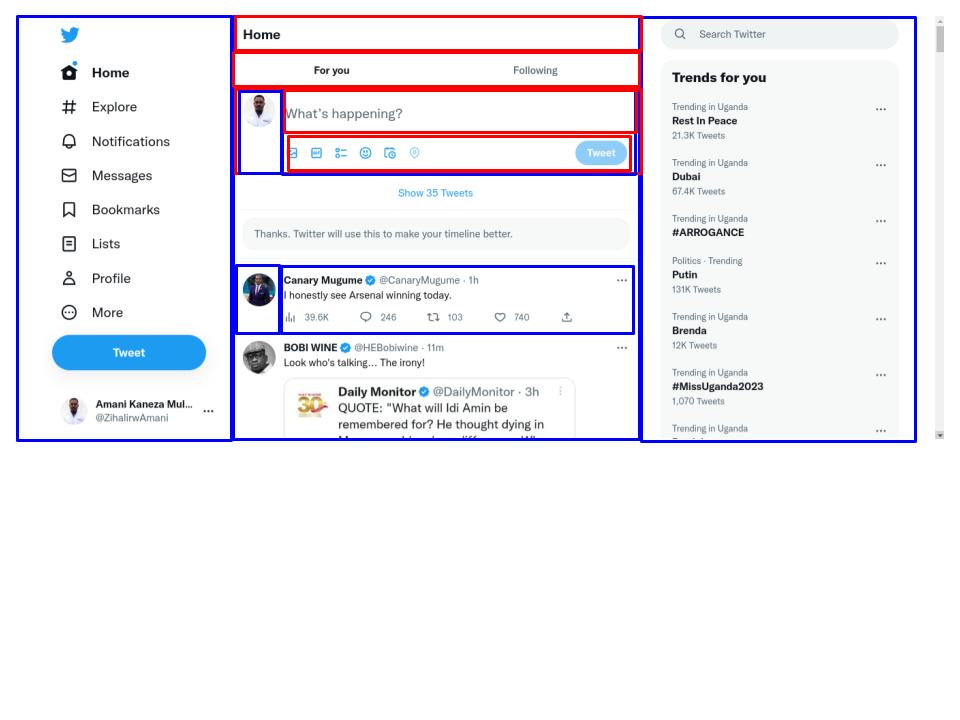 Home
Explore
Notifications
Messages
Bookmarks
Lists
Profile
More
Tweet
Amani Kaneza Mul...
@ZihalirwAmani
Home
For you
Following
What's happening?
GIF
Tweet
Show 35 Tweets
Thanks. Twitter will use this to make your timeline better.
Canary Mugume @CanaryMugume · 1h
I honestly see Arsenal winning today.
39.6K 246 103 740
BOBI WINE @HEBobiwine · 11m
Look who's talking... The irony!
Daily Monitor @DailyMonitor · 3h
QUOTE: "What will Idi Amin be
remembered for? He thought dying in
Search Twitter
Trends for you
Trending in Uganda
Rest In Peace
21.3K Tweets
Trending in Uganda
Dubai
67.4K Tweets
Trending in Uganda
#ARROGANCE
Politics · Trending
Putin
131K Tweets
Trending in Uganda
Brenda
12K Tweets
Trending in Uganda
#MissUganda2023
1,070 Tweets
Trending in Uganda